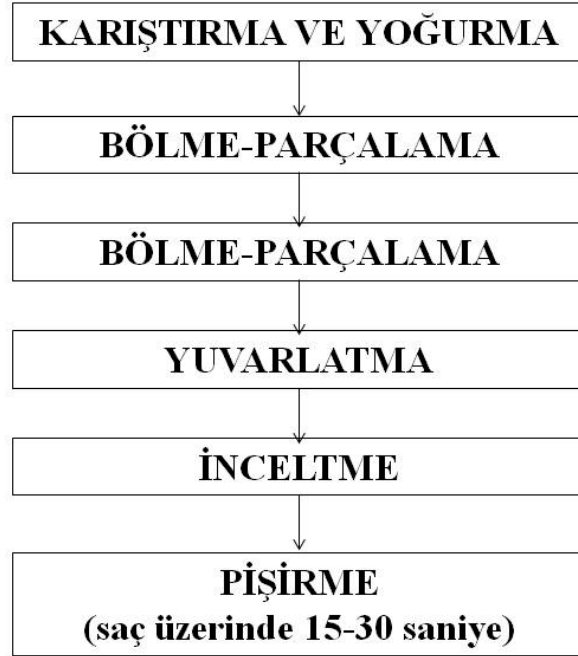 KARIŞTIRMA VE YOĞURMA
BÖLME-PARÇALAMA
BÖLME-PARÇALAMA
YUVARLATMA
İNCELTME
PİŞİRME
(saç üzerinde 15-30 saniye)